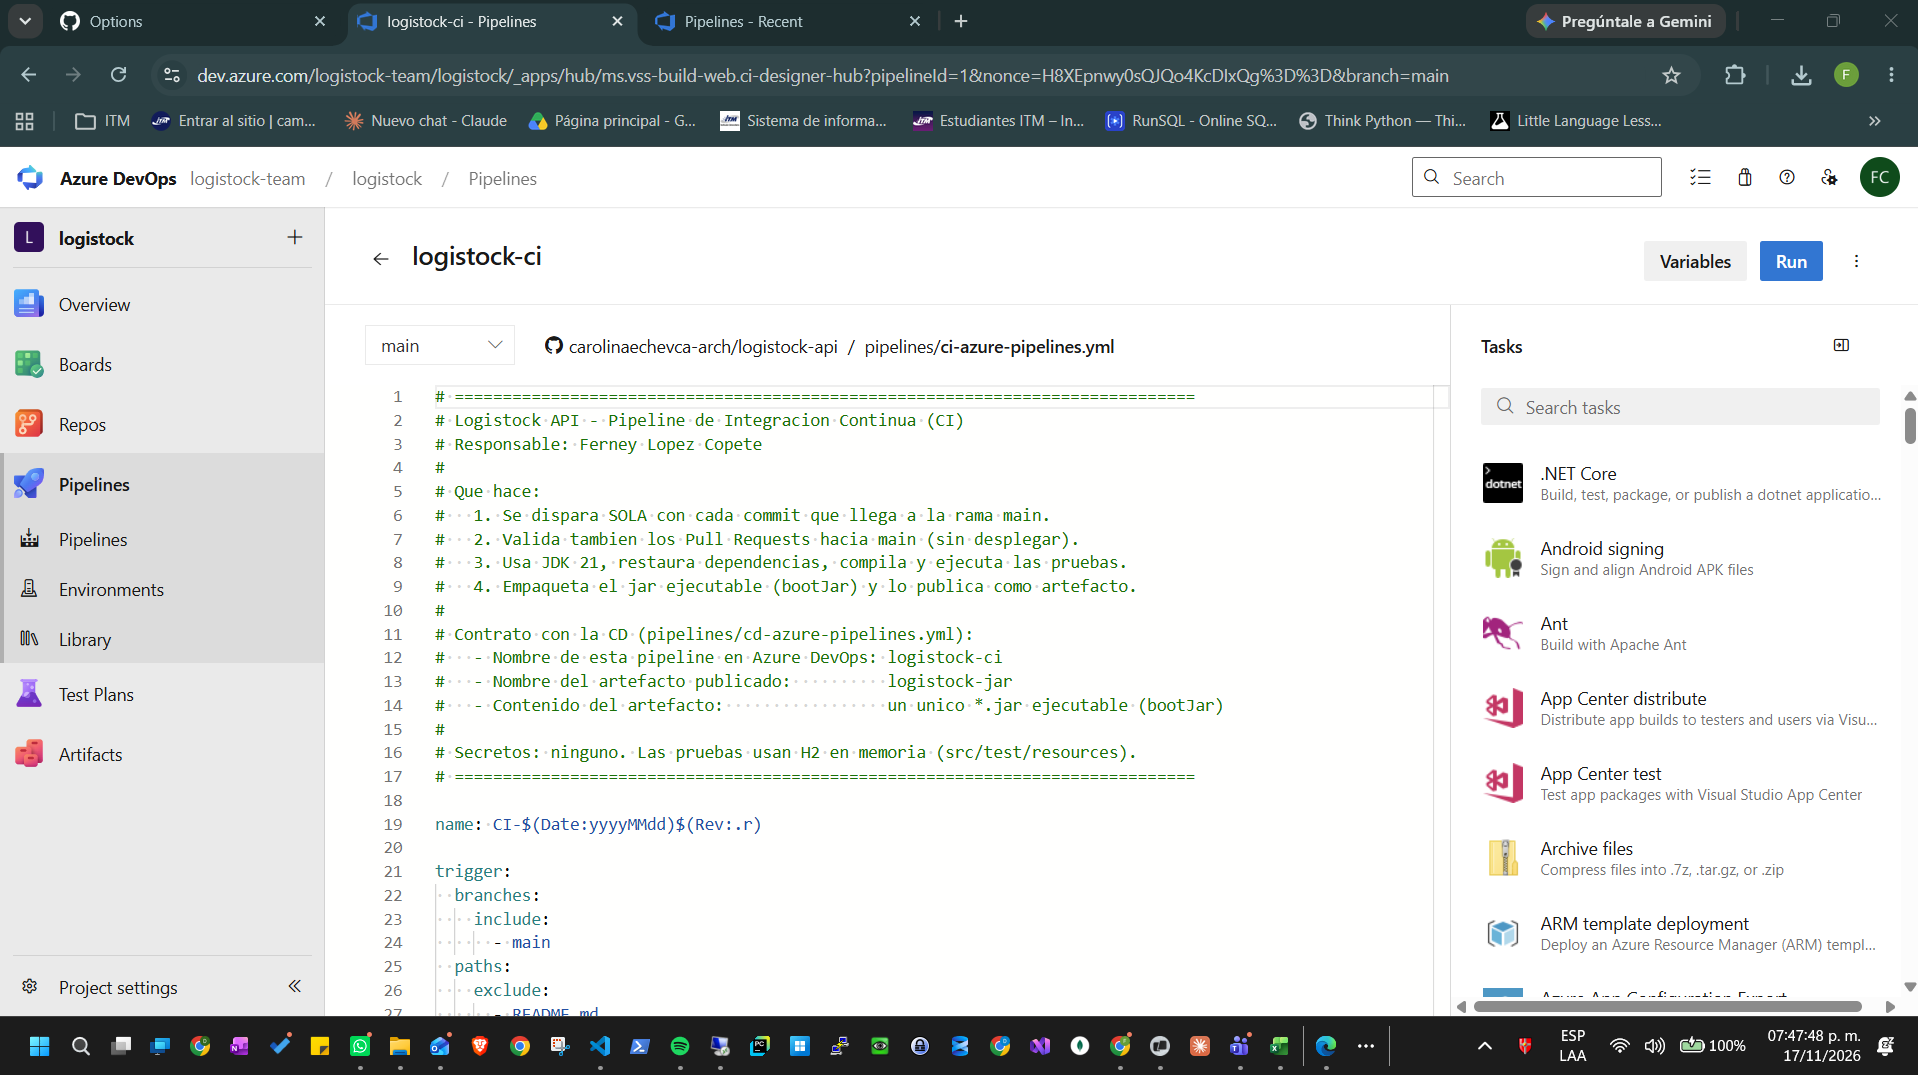 Options
logistock-ci - Pipelines
Pipelines - Recent
Pregúntale a Gemini
dev.azure.com/logistock-team/logistock/_apps/hub/ms.vss-build-web.ci-designer-hub?pipelineId=1&nonce=H8XEpnwy0sQJQo4KcDIxQg%3D%3D&branch=main
F
ITM
Entrar al sitio | cam...
Nuevo chat - Claude
Página principal - G...
Sistema de informa...
Estudiantes ITM – In...
RunSQL - Online SQ...
Think Python — Thi...
Little Language Less...
Azure DevOps logistock-team / logistock / Pipelines
Search
FC
L logistock
Overview
Boards
Repos
Pipelines
Pipelines
Environments
Library
Test Plans
Artifacts
Project settings
logistock-ci
Variables
Run
main
carolinaechevca-arch/logistock-api / pipelines/ci-azure-pipelines.yml
1 # =============================================================================
2 # Logistock API - Pipeline de Integracion Continua (CI)
3 # Responsable: Ferney Lopez Copete
4 #
5 # Que hace:
6 #   1. Se dispara SOLA con cada commit que llega a la rama main.
7 #   2. Valida tambien los Pull Requests hacia main (sin desplegar).
8 #   3. Usa JDK 21, restaura dependencias, compila y ejecuta las pruebas.
9 #   4. Empaqueta el jar ejecutable (bootJar) y lo publica como artefacto.
10 #
11 # Contrato con la CD (pipelines/cd-azure-pipelines.yml):
12 #   - Nombre de esta pipeline en Azure DevOps: logistock-ci
13 #   - Nombre del artefacto publicado:          logistock-jar
14 #   - Contenido del artefacto:                 un unico *.jar ejecutable (bootJar)
15 #
16 # Secretos: ninguno. Las pruebas usan H2 en memoria (src/test/resources).
17 # =============================================================================
18
19 name: CI-$(Date:yyyyMMdd)$(Rev:.r)
20
21 trigger:
22   branches:
23     include:
24       - main
25   paths:
26     exclude:
27       - README.md
Tasks
Search tasks
dotnet
.NET Core
Build, test, package, or publish a dotnet applicatio...
Android signing
Sign and align Android APK files
Ant
Build with Apache Ant
App Center distribute
Distribute app builds to testers and users via Visu...
App Center test
Test app packages with Visual Studio App Center
Archive files
Compress files into .7z, .tar.gz, or .zip
ARM template deployment
Deploy an Azure Resource Manager (ARM) templ...
Azure App Configuration Export
ESP
LAA
100%
07:47:48 p. m.
17/11/2026